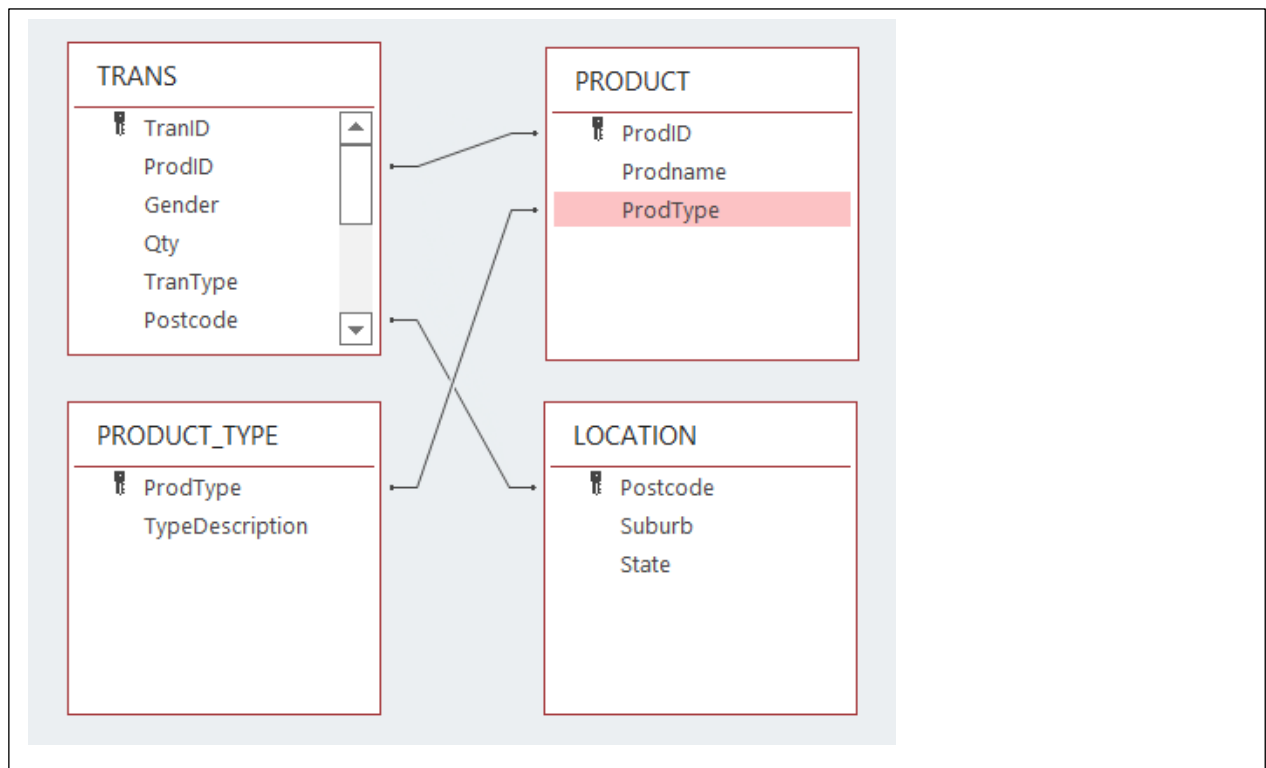 TRANS
TranID
ProdID
Gender
Qty
TranType
Postcode
PRODUCT
ProdID
Prodname
ProdType
PRODUCT_TYPE
ProdType
TypeDescription
LOCATION
Postcode
Suburb
State